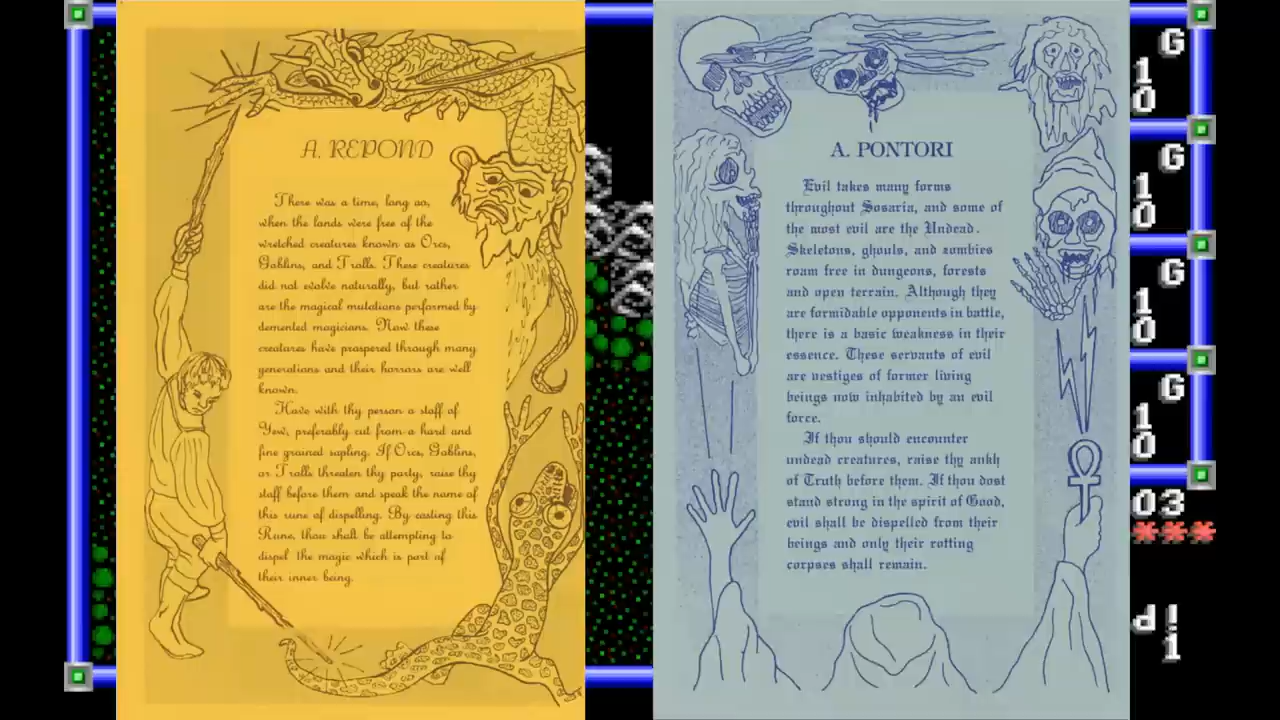 A. REPOND
There was a time, long ao,
when the lands were free of the
wretched creatures known as Orcs,
Goblins, and Trolls. These creatures
did not evolve naturally, but rather
are the magical mutations performed by
demented magicians. Now these
creatures have prospered through many
generations and their horrors are well
known.
Have with thy person a staff of
Yew, preferably cut from a hard and
fine grained sapling. If Orcs, Goblins,
or Trolls threaten thy party, raise thy
staff before them and speak the name of
this rune of dispelling. By casting this
Rune, thou shalt be attempting to
dispel the magic which is part of
their inner being.
A. PONTORI
Evil takes many forms
throughout Sosaria, and some of
the most evil are the Undead.
Skeletons, ghouls, and zombies
roam free in dungeons, forests
and open terrain. Although they
are formidable opponents in battle,
there is a basic weakness in their
essence. These servants of evil
are vestiges of former living
beings now inhabited by an evil
force.
If thou should encounter
undead creatures, raise thy ankh
of Truth before them. If thou dost
stand strong in the spirit of Good,
evil shall be dispelled from their
beings and only their rotting
corpses shall remain.
G
1
0
G
1
0
G
1
0
G
1
0
03
***
d!
1